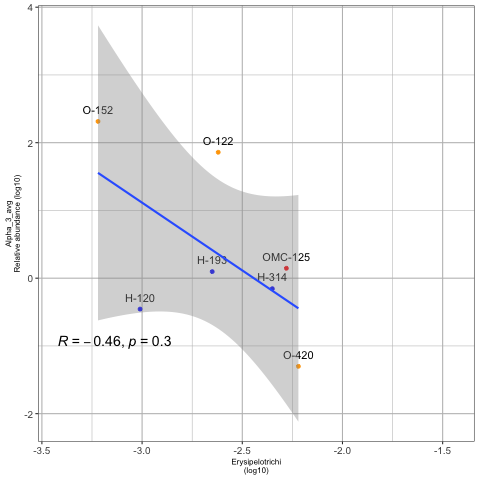 4
2
0
-2
Alpha_3_avg
Relative abundance (log10)
O-152
O-122
H-193
OMC-125
H-314
H-120
R = −0.46, p = 0.3
O-420
-3.5
-3.0
-2.5
-2.0
-1.5
Erysipelotrichi
(log10)